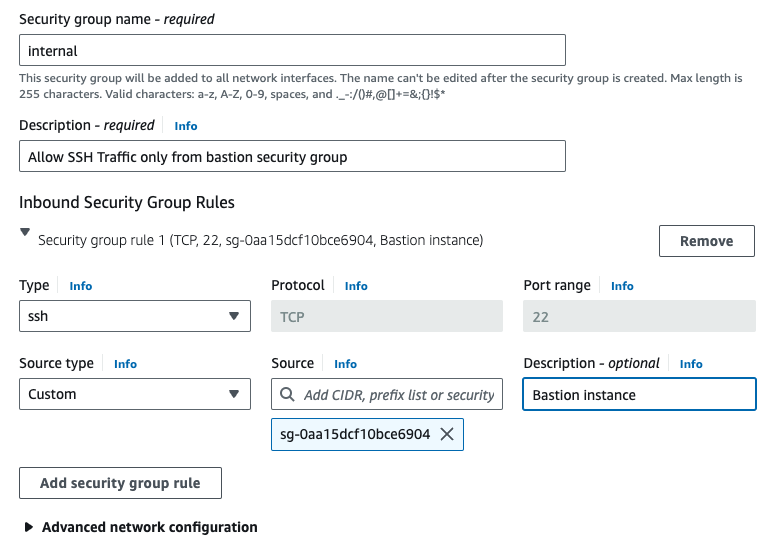 Security group name - required
internal
This security group will be added to all network interfaces. The name can't be edited after the security group is created. Max length is
255 characters. Valid characters: a-z, A-Z, 0-9, spaces, and ._-:/()#,@[]+=&;{}!$*
Description - required Info
Allow SSH Traffic only from bastion security group
Inbound Security Group Rules
Security group rule 1 (TCP, 22, sg-0aa15dcf10bce6904, Bastion instance) Remove
Type Info Protocol Info Port range Info
ssh TCP 22
Source type Info Source Info Description - optional Info
Custom Add CIDR, prefix list or security Bastion instance
sg-0aa15dcf10bce6904
Add security group rule
Advanced network configuration